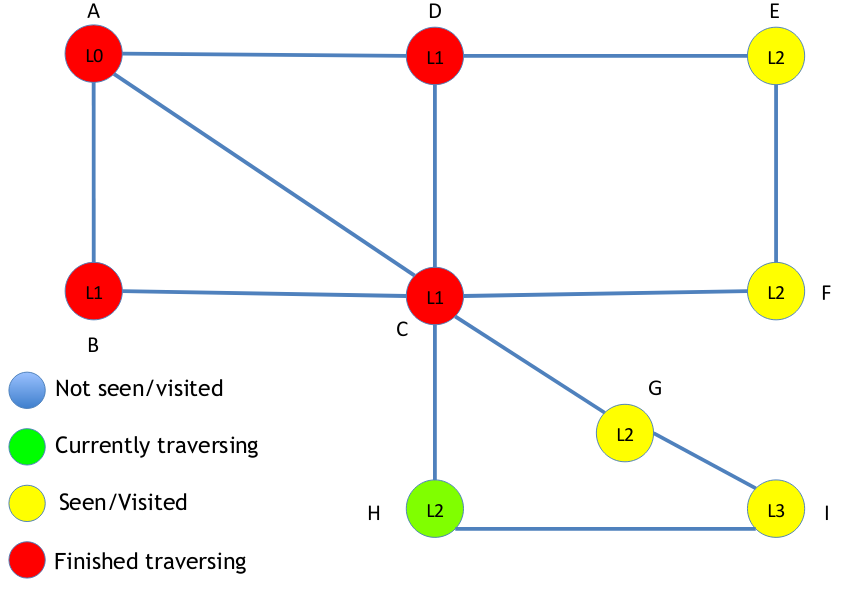 A
D
E
L0
L1
L2
L1
L1
L2
F
B
C
Not seen/visited
G
Currently traversing
L2
Seen/Visited
H
L2
L3
I
Finished traversing